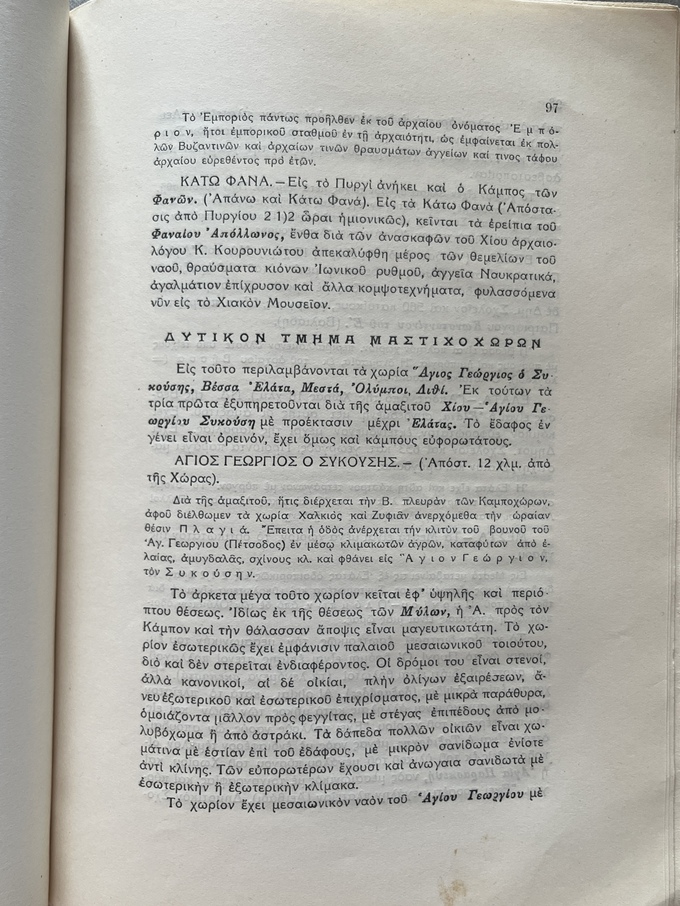 97
Τὸ Ἐμποριὸς πάντως προῆλθεν ἐκ τοῦ ἀρχαίου ὀνόματος Ἐ μ π ό-
ρ ι ο ν, ἤτοι ἐμπορικοῦ σταθμοῦ ἐν τῇ ἀρχαιότητι, ὡς ἐμφαίνεται ἐκ πολ-
λῶν Βυζαντινῶν καὶ ἀρχαίων τινῶν θραυσμάτων ἀγγείων καὶ τινος τάφου
ἀρχαίου εὑρεθέντος πρὸ ἐτῶν.
ΚΑΤΩ ΦΑΝΑ.—Εἰς τὸ Πυργὶ ἀνήκει καὶ ὁ Κάμπος τῶν
Φανῶν. (Ἀπάνω καὶ Κάτω Φανά). Εἰς τὰ Κάτω Φανὰ (Ἀπόστα-
σις ἀπὸ Πυργίου 2 1)2 ὧραι ἡμιονικῶς), κεῖνται τὰ ἐρείπια τοῦ
Φαναίου Ἀπόλλωνος, ἔνθα διὰ τῶν ἀνασκαφῶν τοῦ Χίου ἀρχαιο-
λόγου Κ. Κουρουνιώτου ἀπεκαλύφθη μέρος τῶν θεμελίων τοῦ
ναοῦ, θραύσματα κιόνων Ἰωνικοῦ ρυθμοῦ, ἀγγεῖα Ναυκρατικά,
ἀγαλμάτιον ἐπίχρυσον καὶ ἄλλα κομψοτεχνήματα, φυλασσόμενα
νῦν εἰς τὸ Χιακὸν Μουσεῖον.
ΔΥΤΙΚΟΝ ΤΜΗΜΑ ΜΑΣΤΙΧΟΧΩΡΩΝ
Εἰς τοῦτο περιλαμβάνονται τὰ χωρία Ἅγιος Γεώργιος ὁ Συ-
κούσης, Βέσσα Ἐλάτα, Μεστά, Ὀλύμποι, Λιθί. Ἐκ τούτων τὰ
τρία πρῶτα ἐξυπηρετοῦνται διὰ τῆς ἁμαξιτοῦ Χίου—Ἁγίου Γε-
ωργίου Συκούση μὲ προέκτασιν μέχρι Ἐλάτας. Τὸ ἔδαφος ἐν
γένει εἶναι ὀρεινόν, ἔχει ὅμως καὶ κάμπους εὐφορωτάτους.
ΑΓΙΟΣ ΓΕΩΡΓΙΟΣ Ο ΣΥΚΟΥΣΗΣ.— (Ἀπόστ. 12 χλμ. ἀπὸ
τῆς Χώρας).
Διὰ τῆς ἁμαξιτοῦ, ἥτις διέρχεται τὴν Β. πλευρὰν τῶν Καμποχώρων,
ἀφοῦ διέλθωμεν τὰ χωρία Χαλκιὸς καὶ Ζυφιὰν ἀνερχόμεθα τὴν ὡραίαν
θέσιν Π λ α γ ι ά. Ἔπειτα ἡ ὁδὸς ἀνέρχεται τὴν κλιτὺν τοῦ βουνοῦ τοῦ
Ἁγ. Γεωργιου (Πέτσοδος) ἐν μέσῳ κλιμακωτῶν ἀγρῶν, καταφύτων ἀπὸ ἐ-
λαίας, ἀμυγδαλᾶς, σχίνους κλ. καὶ φθάνει εἰς Ἅ γ ι ο ν Γ ε ώ ρ γ ι ο ν,
τὸν Σ υ κ ο ύ σ η ν.
Τὸ ἀρκετα μέγα τοῦτο χωρίον κεῖται ἐφ' ὑψηλῆς καὶ περιό-
πτου θέσεως. Ἰδίως ἐκ τῆς θέσεως τῶν Μύλων, ἡ Ἀ. πρὸς τὸν
Κάμπον καὶ τὴν θάλασσαν ἄποψις εἶναι μαγευτικωτάτη. Τὸ χω-
ρίον ἐσωτερικῶς ἔχει ἐμφάνισιν παλαιοῦ μεσαιωνικοῦ τοιούτου,
διὸ καὶ δὲν στερεῖται ἐνδιαφέροντος. Οἱ δρόμοι του εἶναι στενοί,
ἀλλὰ κανονικοί, αἱ δὲ οἰκίαι, πλὴν ὀλίγων ἐξαιρέσεων, ἄ-
νευ ἐξωτερικοῦ καὶ ἐσωτερικοῦ ἐπιχρίσματος, μὲ μικρὰ παράθυρα,
ὁμοιάζοντα μᾶλλον πρὸς φεγγίτας, μὲ στέγας ἐπιπέδους ἀπὸ μο-
λυβόχωμα ἢ ἀπὸ ἀστράκι. Τὰ δάπεδα πολλῶν οἰκιῶν εἶναι χω-
μάτινα μὲ ἑστίαν ἐπὶ τοῦ ἐδάφους, μὲ μικρὸν σανίδωμα ἐνίοτε
ἀντὶ κλίνης. Τῶν εὐπορωτέρων ἔχουσι καὶ ἀνωγαια σανιδωτὰ μὲ
ἐσωτερικὴν ἢ ἐξωτερικὴν κλίμακα.
Τὸ χωρίον ἔχει μεσαιωνικὸν ναὸν τοῦ Ἁγίου Γεωργίου μὲ